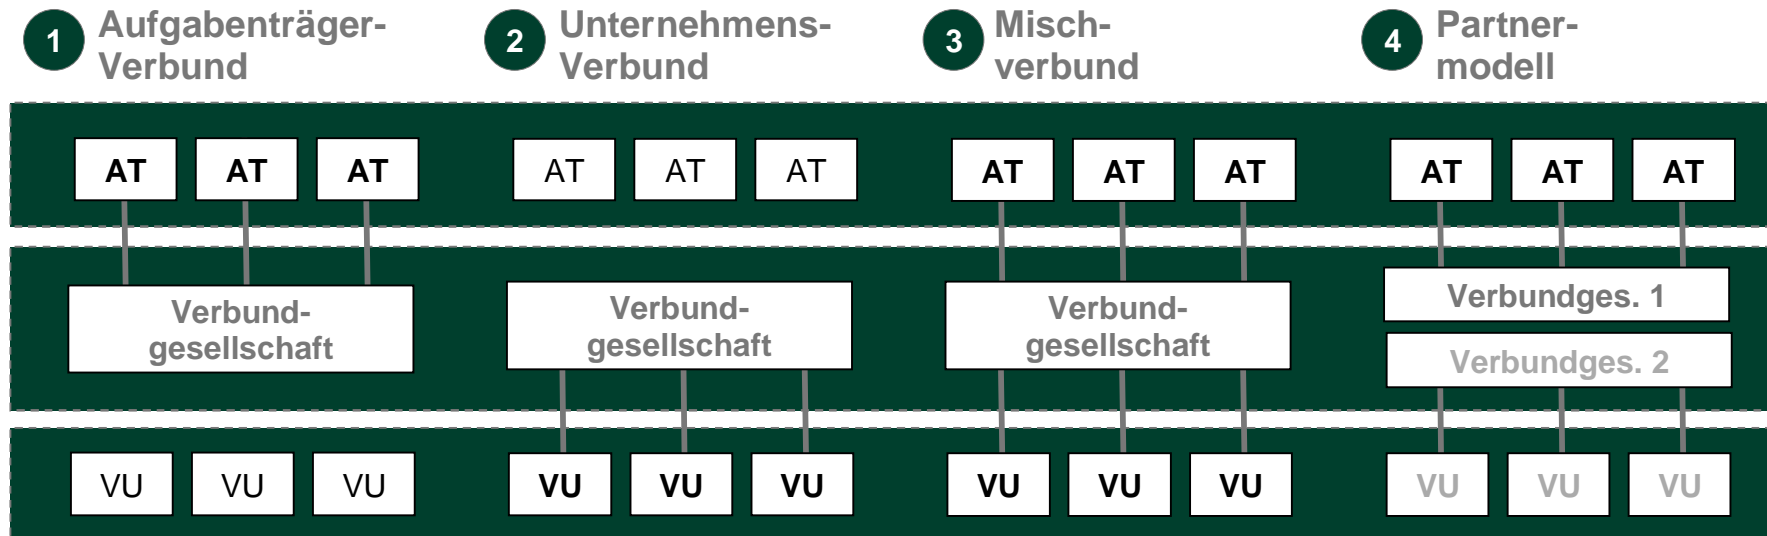 1 Aufgabenträger-
Verbund
2 Unternehmens-
Verbund
3 Misch-
verbund
4 Partner-
modell
AT AT AT AT AT AT AT AT AT AT AT AT
Verbund-
gesellschaft
Verbund-
gesellschaft
Verbund-
gesellschaft
Verbundges. 1
Verbundges. 2
VU VU VU VU VU VU VU VU VU VU VU VU